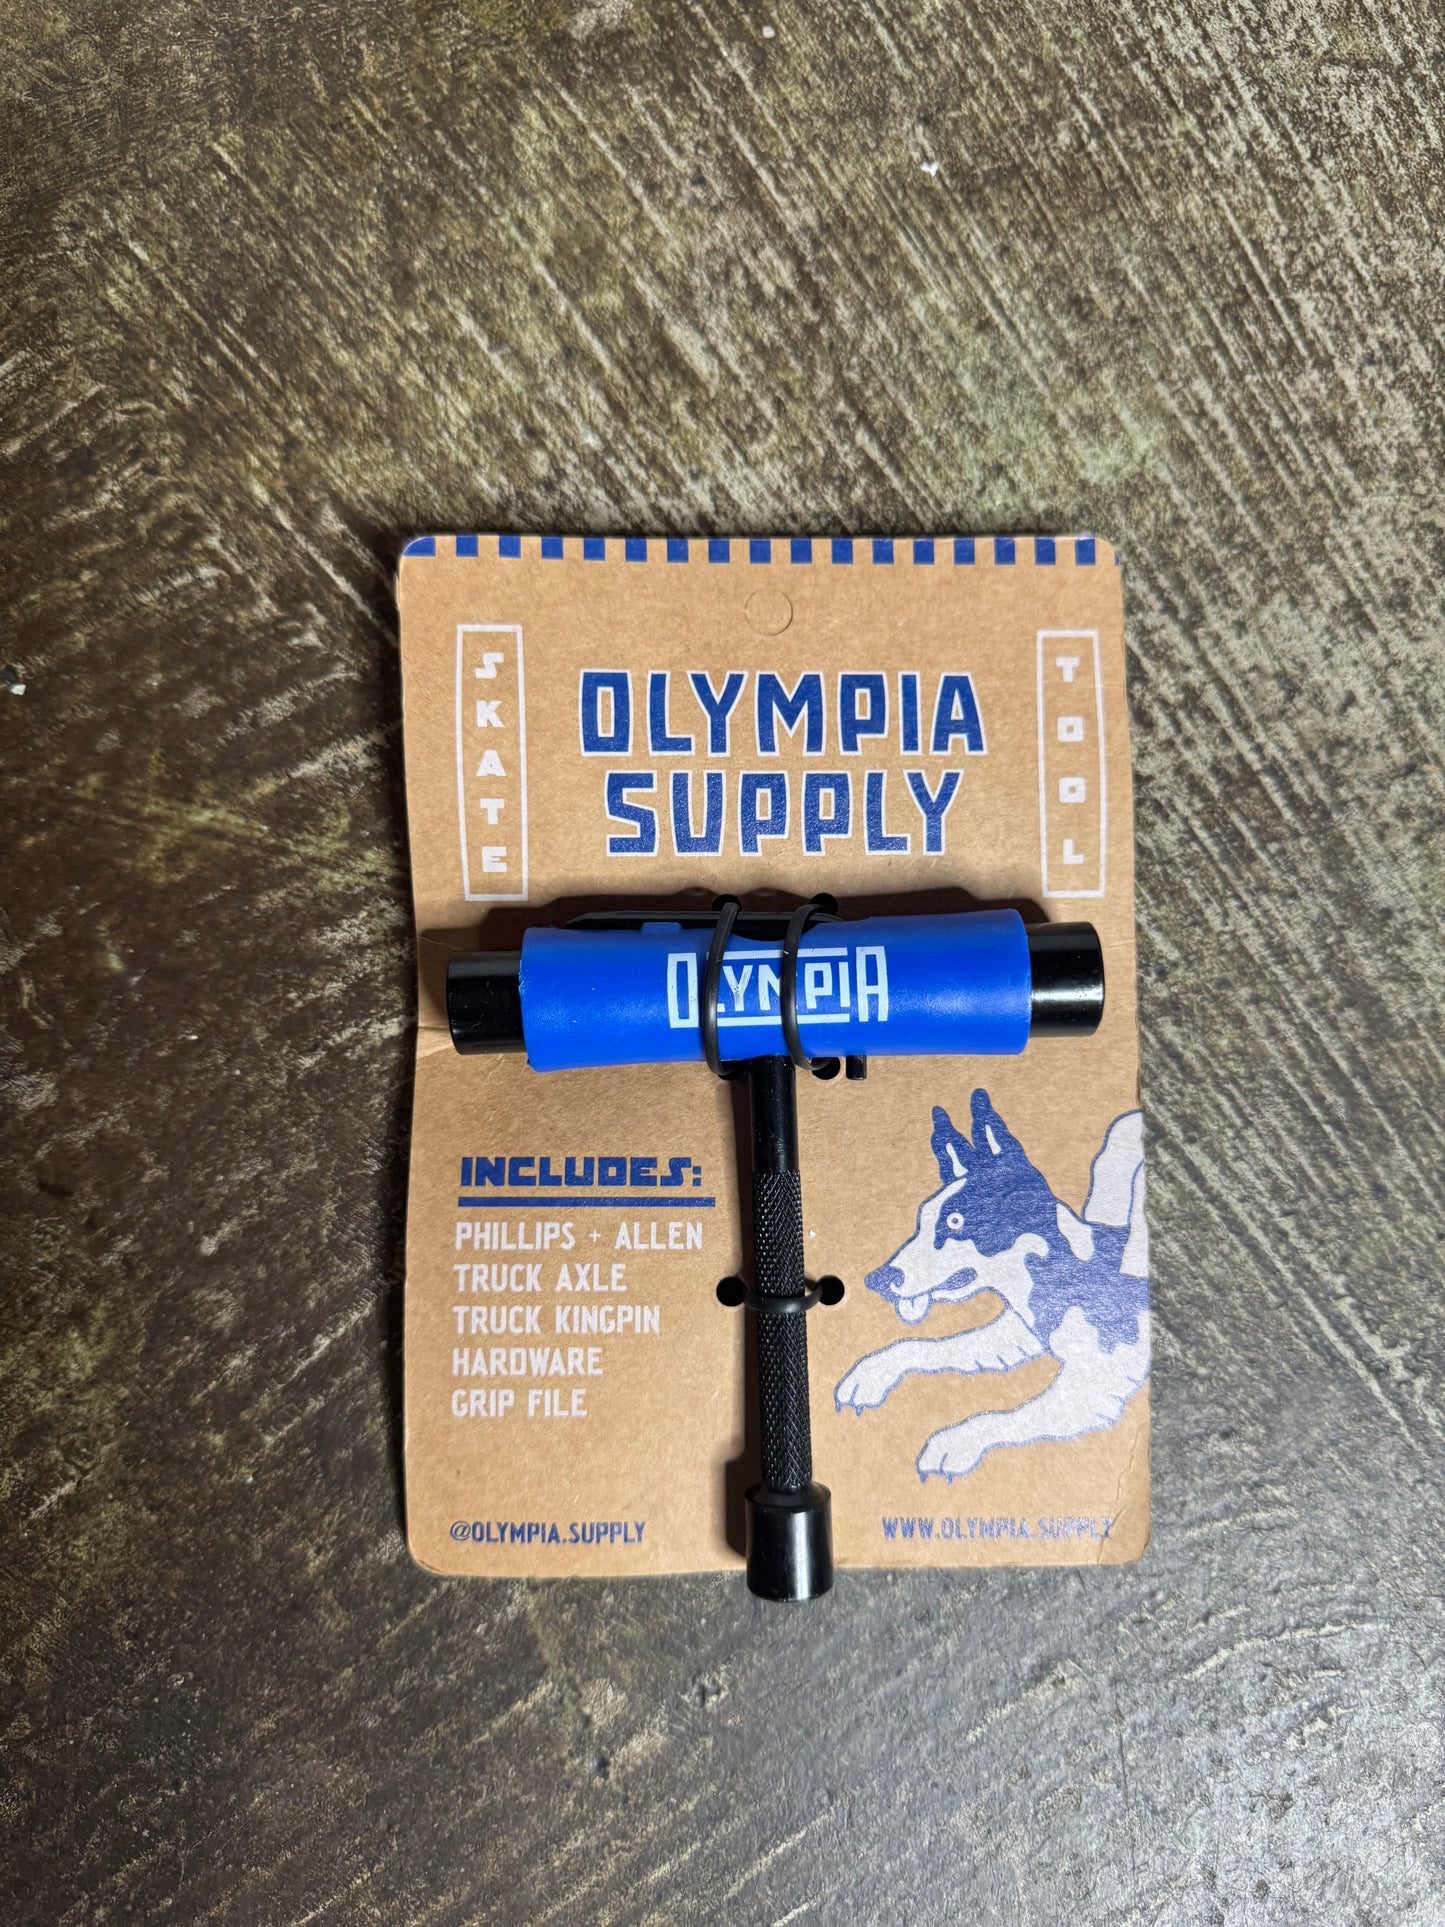 SKATE
OLYMPIA
SUPPLY
TOOL
OLYMPIA
INCLUDES:
PHILLIPS + ALLEN
TRUCK AXLE
TRUCK KINGPIN
HARDWARE
GRIP FILE
@OLYMPIA.SUPPLY
WWW.OLYMPIA.SUPPLY